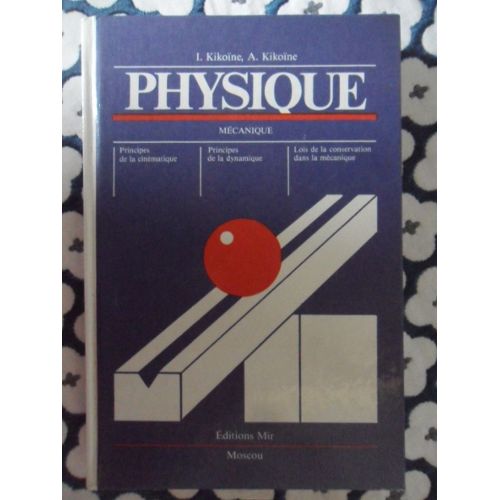 I. Kikoïne, A. Kikoïne
PHYSIQUE
MÉCANIQUE
Principes
de la cinématique
Principes
de la dynamique
Lois de la conservation
dans la mécanique
Éditions Mir
Moscou